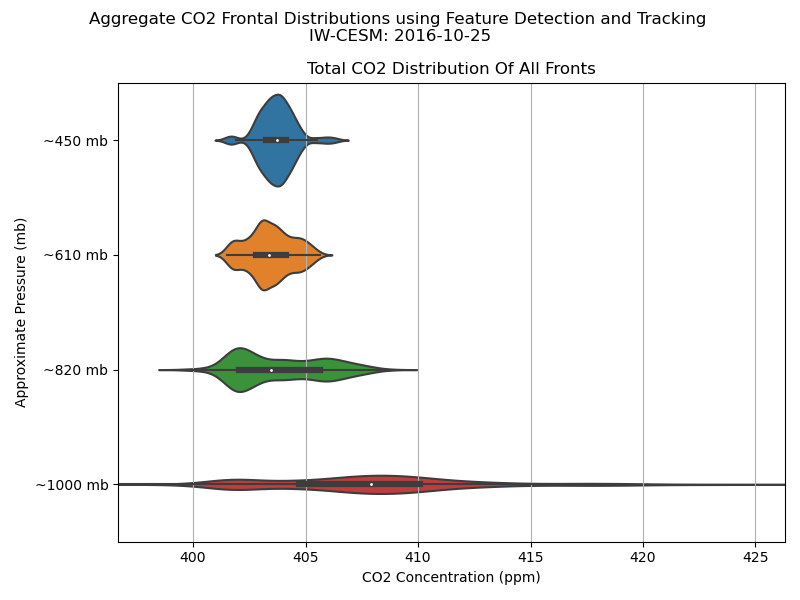 Aggregate CO2 Frontal Distributions using Feature Detection and Tracking
IW-CESM: 2016-10-25
Total CO2 Distribution Of All Fronts
Approximate Pressure (mb)
~450 mb
~610 mb
~820 mb
~1000 mb
400 405 410 415 420 425
CO2 Concentration (ppm)